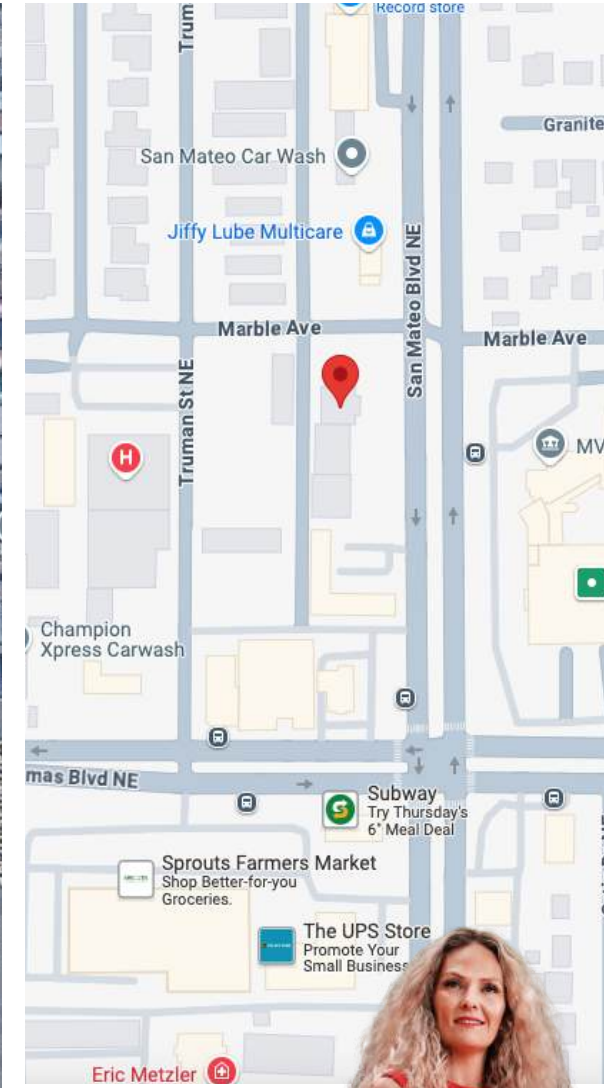 Record store
Trum
Granite
San Mateo Car Wash
Jiffy Lube Multicare
San Mateo Blvd NE
Marble Ave
Marble Ave
Truman St NE
H
MV
Champion
Xpress Carwash
mas Blvd NE
Subway
Try Thursday's
6" Meal Deal
Sprouts Farmers Market
Shop Better-for-you
Groceries.
The UPS Store
Promote Your
Small Business
Eric Metzler